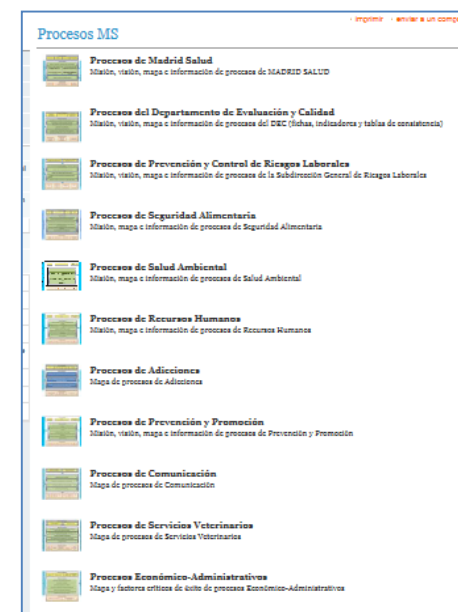 imprimir
enviar a un
Procesos MS
Procesos de Madrid Salud
Misión, visión, mapa e información de procesos de MADRID SALUD
Procesos del Departamento de Evaluación y Calidad
Misión, visión, mapa e información de procesos del DEC (fichas, indicadores y tablas de consistencia)
Procesos de Prevención y Control de Riesgos Laborales
Misión, visión, mapa e información de procesos de la Subdirección General de Riesgos Laborales
Procesos de Seguridad Alimentaria
Misión, mapa e información de procesos de Seguridad Alimentaria
Procesos de Salud Ambiental
Misión, mapa e información de procesos de Salud Ambiental
Procesos de Recursos Humanos
Misión, mapa e información de procesos de Recursos Humanos
Procesos de Adicciones
Mapa de procesos de Adicciones
Procesos de Prevención y Promoción
Misión, visión, mapa e información de procesos de Prevención y Promoción
Procesos de Comunicación
Mapa de procesos de Comunicación
Procesos de Servicios Veterinarios
Mapa de procesos de Servicios Veterinarios
Procesos Económico-Administrativos
Mapa y factores críticos de éxito de procesos Económico-Administrativos